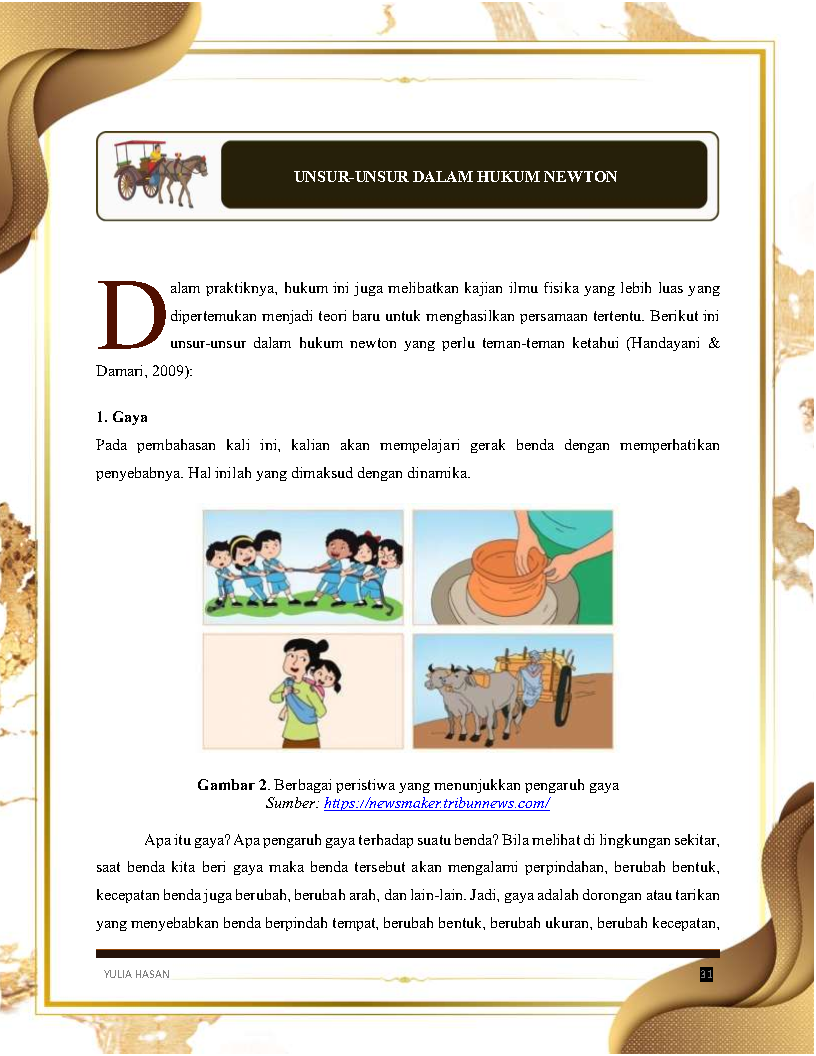 UNSUR-UNSUR DALAM HUKUM NEWTON
Dalam praktiknya, hukum ini juga melibatkan kajian ilmu fisika yang lebih luas yang
dipertemukan menjadi teori baru untuk menghasilkan persamaan tertentu. Berikut ini
unsur-unsur dalam hukum newton yang perlu teman-teman ketahui (Handayani &
Damari, 2009):
1. Gaya
Pada pembahasan kali ini, kalian akan mempelajari gerak benda dengan memperhatikan
penyebabnya. Hal inilah yang dimaksud dengan dinamika.
Gambar 2. Berbagai peristiwa yang menunjukkan pengaruh gaya
Sumber: https://newsmaker.tribunnews.com/
Apa itu gaya? Apa pengaruh gaya terhadap suatu benda? Bila melihat di lingkungan sekitar,
saat benda kita beri gaya maka benda tersebut akan mengalami perpindahan, berubah bentuk,
kecepatan benda juga berubah, berubah arah, dan lain-lain. Jadi, gaya adalah dorongan atau tarikan
yang menyebabkan benda berpindah tempat, berubah bentuk, berubah ukuran, berubah kecepatan,
YULIA HASAN
31